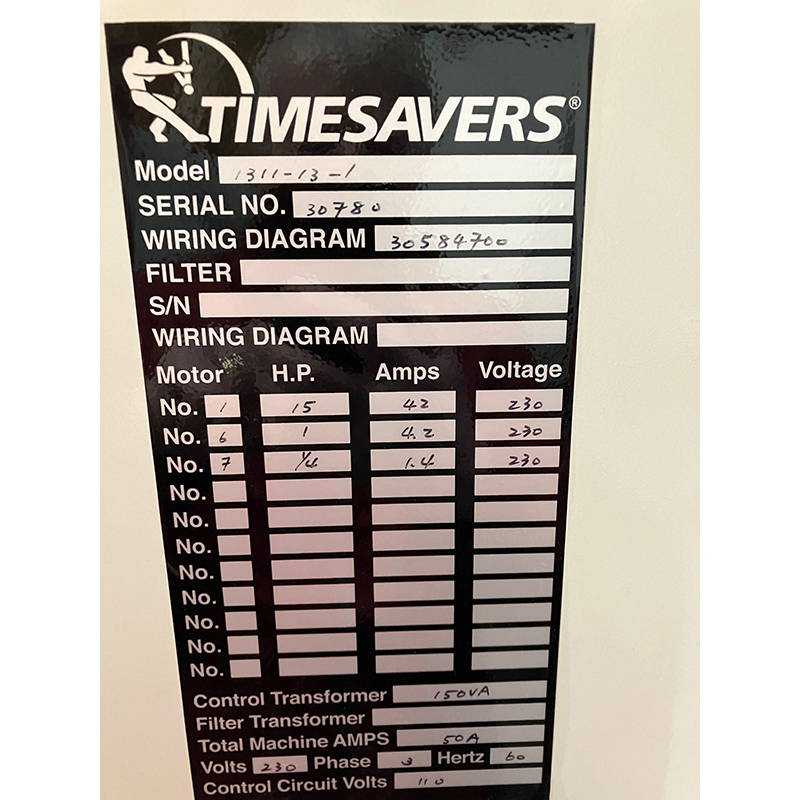 TIMESAVERS®
Model 1311-13-1
SERIAL NO. 30780
WIRING DIAGRAM 30584700
FILTER
S/N
WIRING DIAGRAM
Motor H.P. Amps Voltage
No. 1 15 42 230
No. 6 1 4.2 230
No. 7 1/4 1.4 230
No.
No.
No.
No.
No.
No.
No.
No.
Control Transformer 150VA
Filter Transformer
Total Machine AMPS 50A
Volts 230 Phase 3 Hertz 60
Control Circuit Volts 110